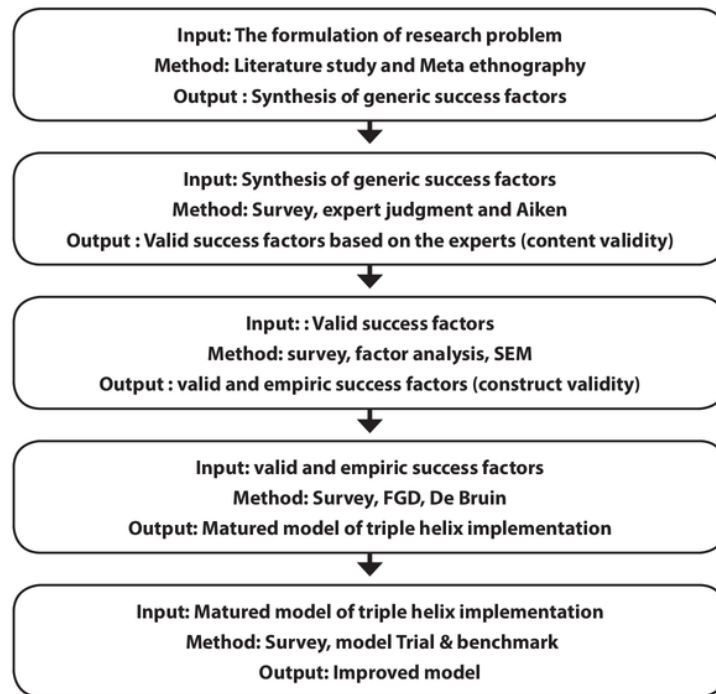 Input: The formulation of research problem
Method: Literature study and Meta ethnography
Output : Synthesis of generic success factors
Input: Synthesis of generic success factors
Method: Survey, expert judgment and Aiken
Output : Valid success factors based on the experts (content validity)
Input: : Valid success factors
Method: survey, factor analysis, SEM
Output : valid and empiric success factors (construct validity)
Input: valid and empiric success factors
Method: Survey, FGD, De Bruin
Output: Matured model of triple helix implementation
Input: Matured model of triple helix implementation
Method: Survey, model Trial & benchmark
Output: Improved model